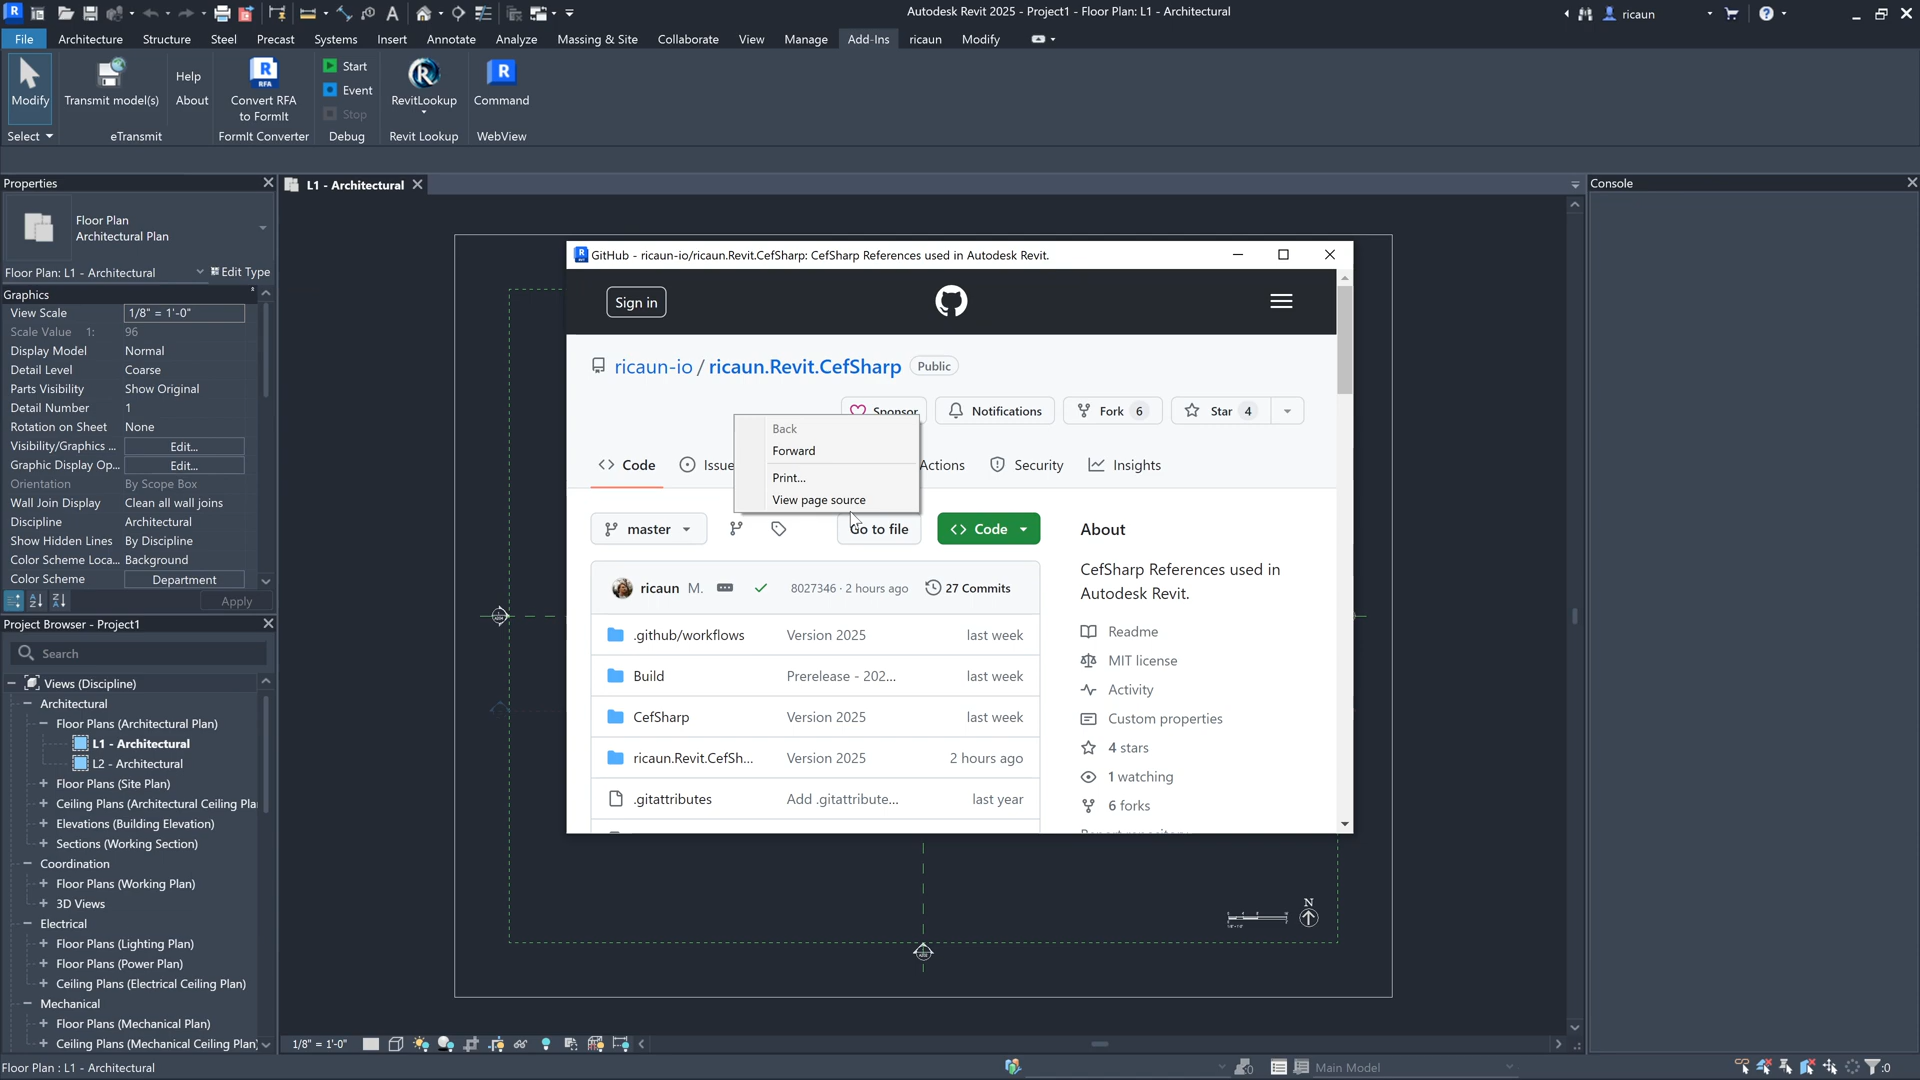 Autodesk Revit 2025 - Project1 - Floor Plan: L1 - Architectural
ricaun
File Architecture Structure Steel Precast Systems Insert Annotate Analyze Massing & Site Collaborate View Manage Add-Ins ricaun Modify
Modify
Transmit model(s)
Help
About
Convert RFA
to FormIt
Start
Event
Stop
RevitLookup
Command
Select
eTransmit
FormIt Converter
Debug
Revit Lookup
WebView
Properties
L1 - Architectural
Console
Floor Plan
Architectural Plan
Floor Plan: L1 - Architectural
Edit Type
Graphics
View Scale 1/8" = 1'-0"
Scale Value 1: 96
Display Model Normal
Detail Level Coarse
Parts Visibility Show Original
Detail Number 1
Rotation on Sheet None
Visibility/Graphics ... Edit...
Graphic Display Op... Edit...
Orientation By Scope Box
Wall Join Display Clean all wall joins
Discipline Architectural
Show Hidden Lines By Discipline
Color Scheme Loca... Background
Color Scheme Department
Apply
Project Browser - Project1
Search
Views (Discipline)
Architectural
Floor Plans (Architectural Plan)
L1 - Architectural
L2 - Architectural
Floor Plans (Site Plan)
Ceiling Plans (Architectural Ceiling Pla
Elevations (Building Elevation)
Sections (Working Section)
Coordination
Floor Plans (Working Plan)
3D Views
Electrical
Floor Plans (Lighting Plan)
Floor Plans (Power Plan)
Ceiling Plans (Electrical Ceiling Plan)
Mechanical
Floor Plans (Mechanical Plan)
Ceiling Plans (Mechanical Ceiling Plan)
GitHub - ricaun-io/ricaun.Revit.CefSharp: CefSharp References used in Autodesk Revit.
Sign in
ricaun-io / ricaun.Revit.CefSharp Public
Sponsor
Notifications
Fork 6
Star 4
Back
Forward
Print...
View page source
Code
Issue
Actions
Security
Insights
master
Go to file
Code
About
CefSharp References used in
Autodesk Revit.
ricaun M. 8027346 · 2 hours ago 27 Commits
.github/workflows Version 2025 last week
Build Prerelease - 202... last week
CefSharp Version 2025 last week
ricaun.Revit.CefSh... Version 2025 2 hours ago
.gitattributes Add .gitattribute... last year
Readme
MIT license
Activity
Custom properties
4 stars
1 watching
6 forks
N
1/8" = 1'-0"
Floor Plan : L1 - Architectural
Main Model
:0